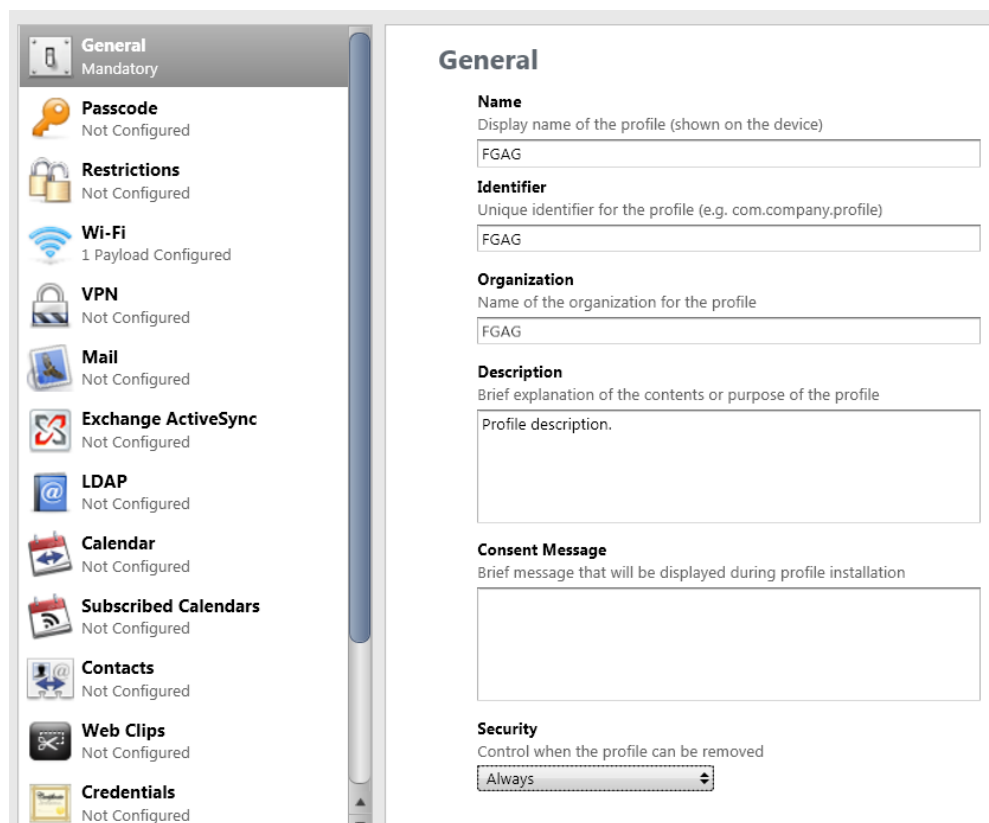 General
Mandatory
Passcode
Not Configured
Restrictions
Not Configured
Wi-Fi
1 Payload Configured
VPN
Not Configured
Mail
Not Configured
Exchange ActiveSync
Not Configured
LDAP
Not Configured
Calendar
Not Configured
Subscribed Calendars
Not Configured
Contacts
Not Configured
Web Clips
Not Configured
Credentials
Not Configured
General
Name
Display name of the profile (shown on the device)
FGAG
Identifier
Unique identifier for the profile (e.g. com.company.profile)
FGAG
Organization
Name of the organization for the profile
FGAG
Description
Brief explanation of the contents or purpose of the profile
Profile description.
Consent Message
Brief message that will be displayed during profile installation
Security
Control when the profile can be removed
Always